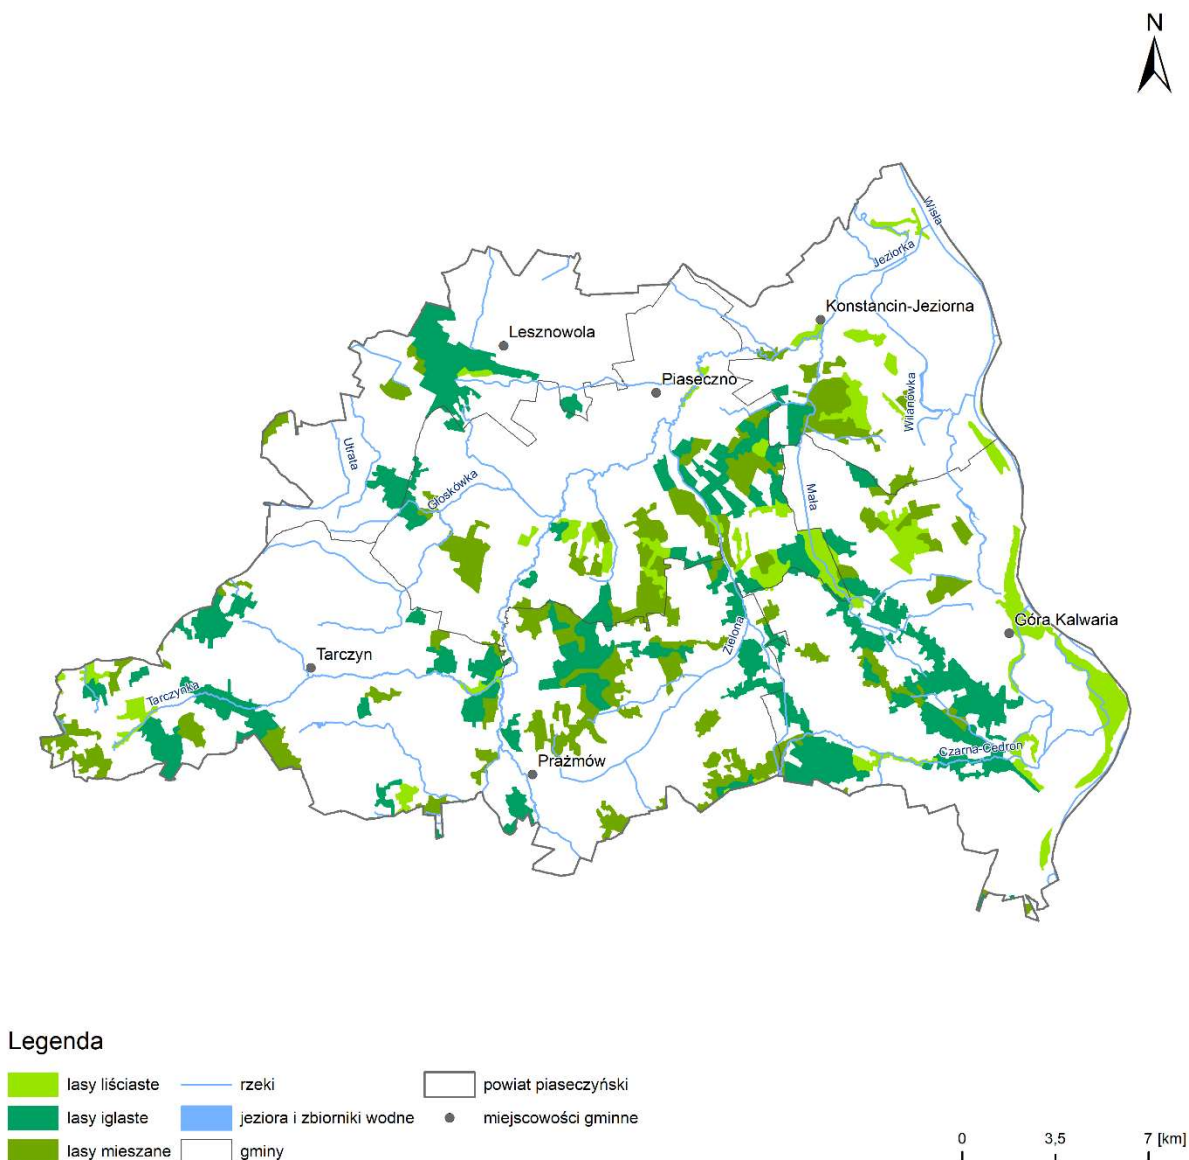 N
Wisła
Jeziorka
Konstancin-Jeziorna
Lesznowola
Piaseczno
Wilanówka
Utrata
Głoskówka
Mała
Góra Kalwaria
Zielona
Tarczyn
Tarczynka
Czarna-Cedron
Prażmów
Legenda
lasy liściaste rzeki powiat piaseczyński
lasy iglaste jeziora i zbiorniki wodne miejscowości gminne
lasy mieszane gminy
0 3,5 7 [km]